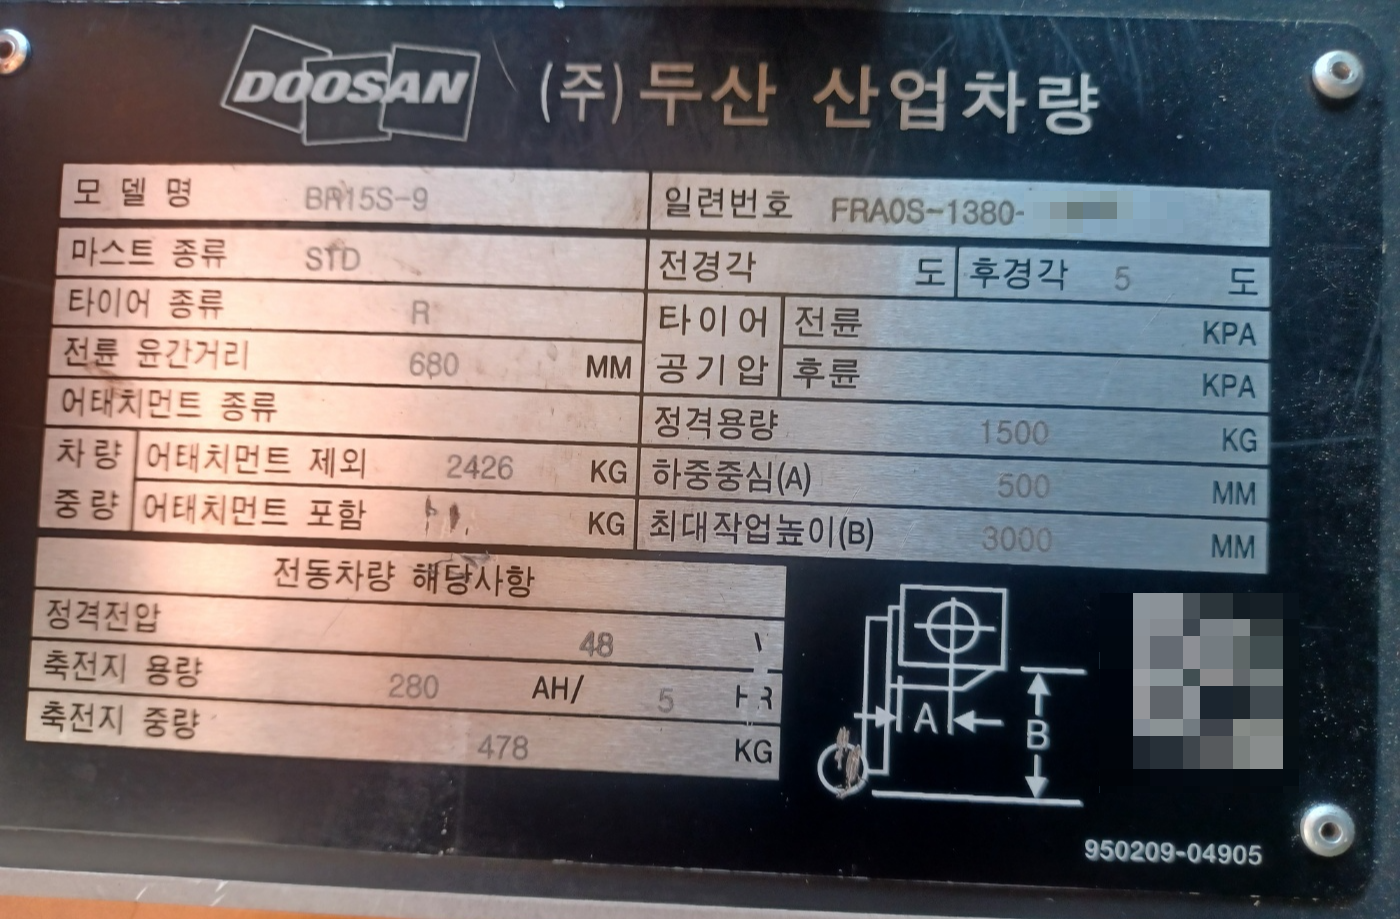 DOOSAN (주)두산 산업차량
모델명 BR15S-9 일련번호 FRA0S-1380-
마스트 종류 STD 전경각 도 후경각 5 도
타이어 종류 R 타이어 전륜 KPA
전륜 윤간거리 680 MM 공기압 후륜 KPA
어태치먼트 종류 정격용량 1500 KG
차량 어태치먼트 제외 2426 KG 하중중심(A) 500 MM
중량 어태치먼트 포함 KG 최대작업높이(B) 3000 MM
전동차량 해당사항
정격전압 48 V
축전지 용량 280 AH/ 5 HR
축전지 중량 478 KG
A B
950209-04905